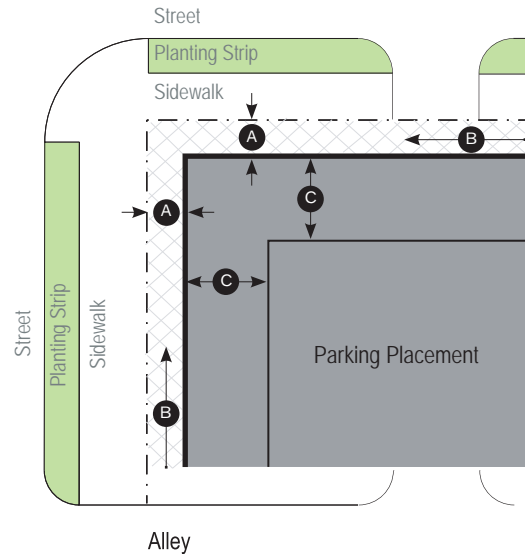 Street
Planting Strip
Sidewalk
A
B
A
C
C
Street
Planting Strip
Sidewalk
Parking Placement
B
Alley